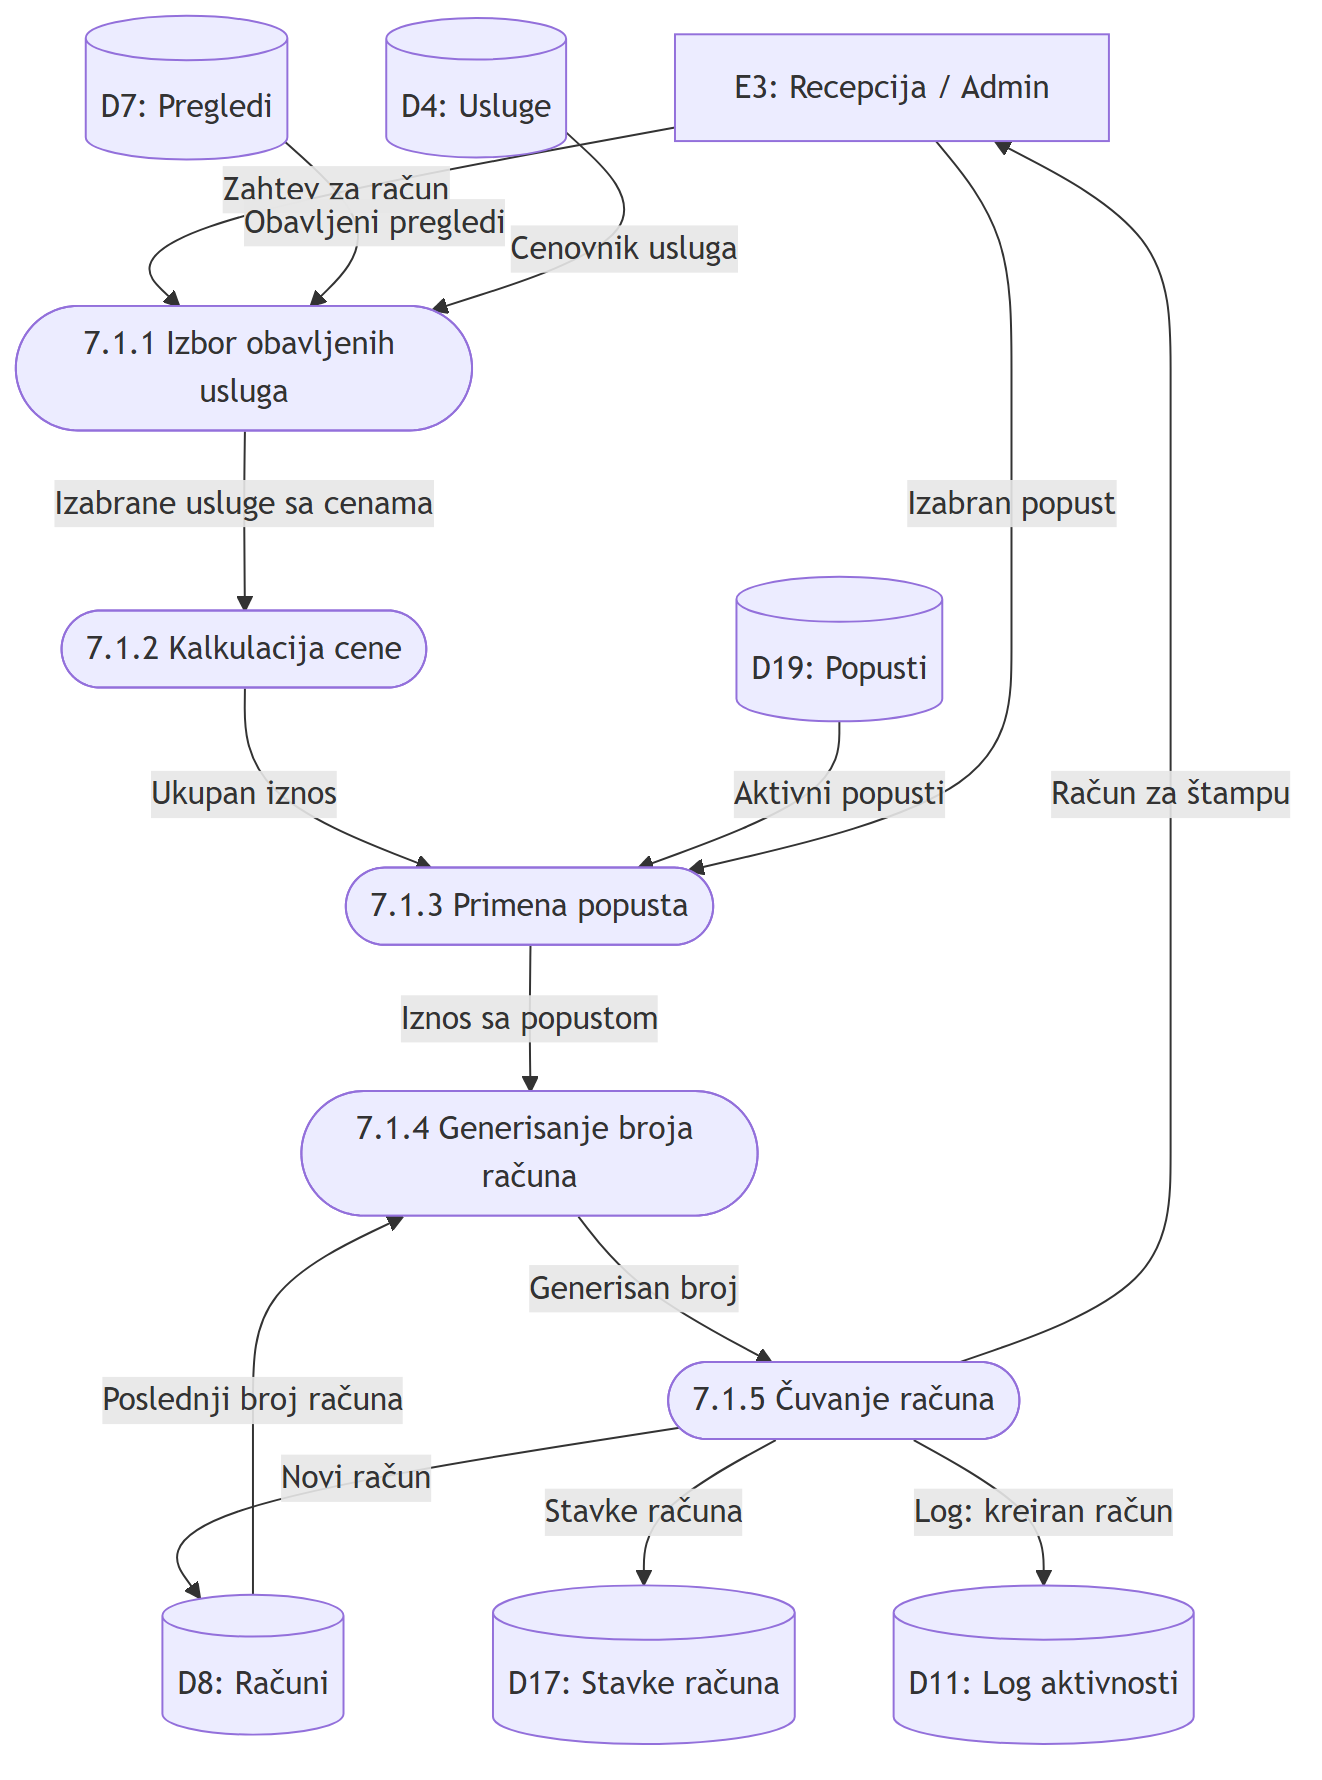 D7: Pregledi
D4: Usluge
E3: Recepcija / Admin
Zahtev za račun
Obavljeni pregledi
Cenovnik usluga
7.1.1 Izbor obavljenih
usluga
Izabrane usluge sa cenama
Izabran popust
7.1.2 Kalkulacija cene
D19: Popusti
Ukupan iznos
Aktivni popusti
Račun za štampu
7.1.3 Primena popusta
Iznos sa popustom
7.1.4 Generisanje broja
računa
Generisan broj
Poslednji broj računa
7.1.5 Čuvanje računa
Novi račun
Stavke računa
Log: kreiran račun
D8: Računi
D17: Stavke računa
D11: Log aktivnosti